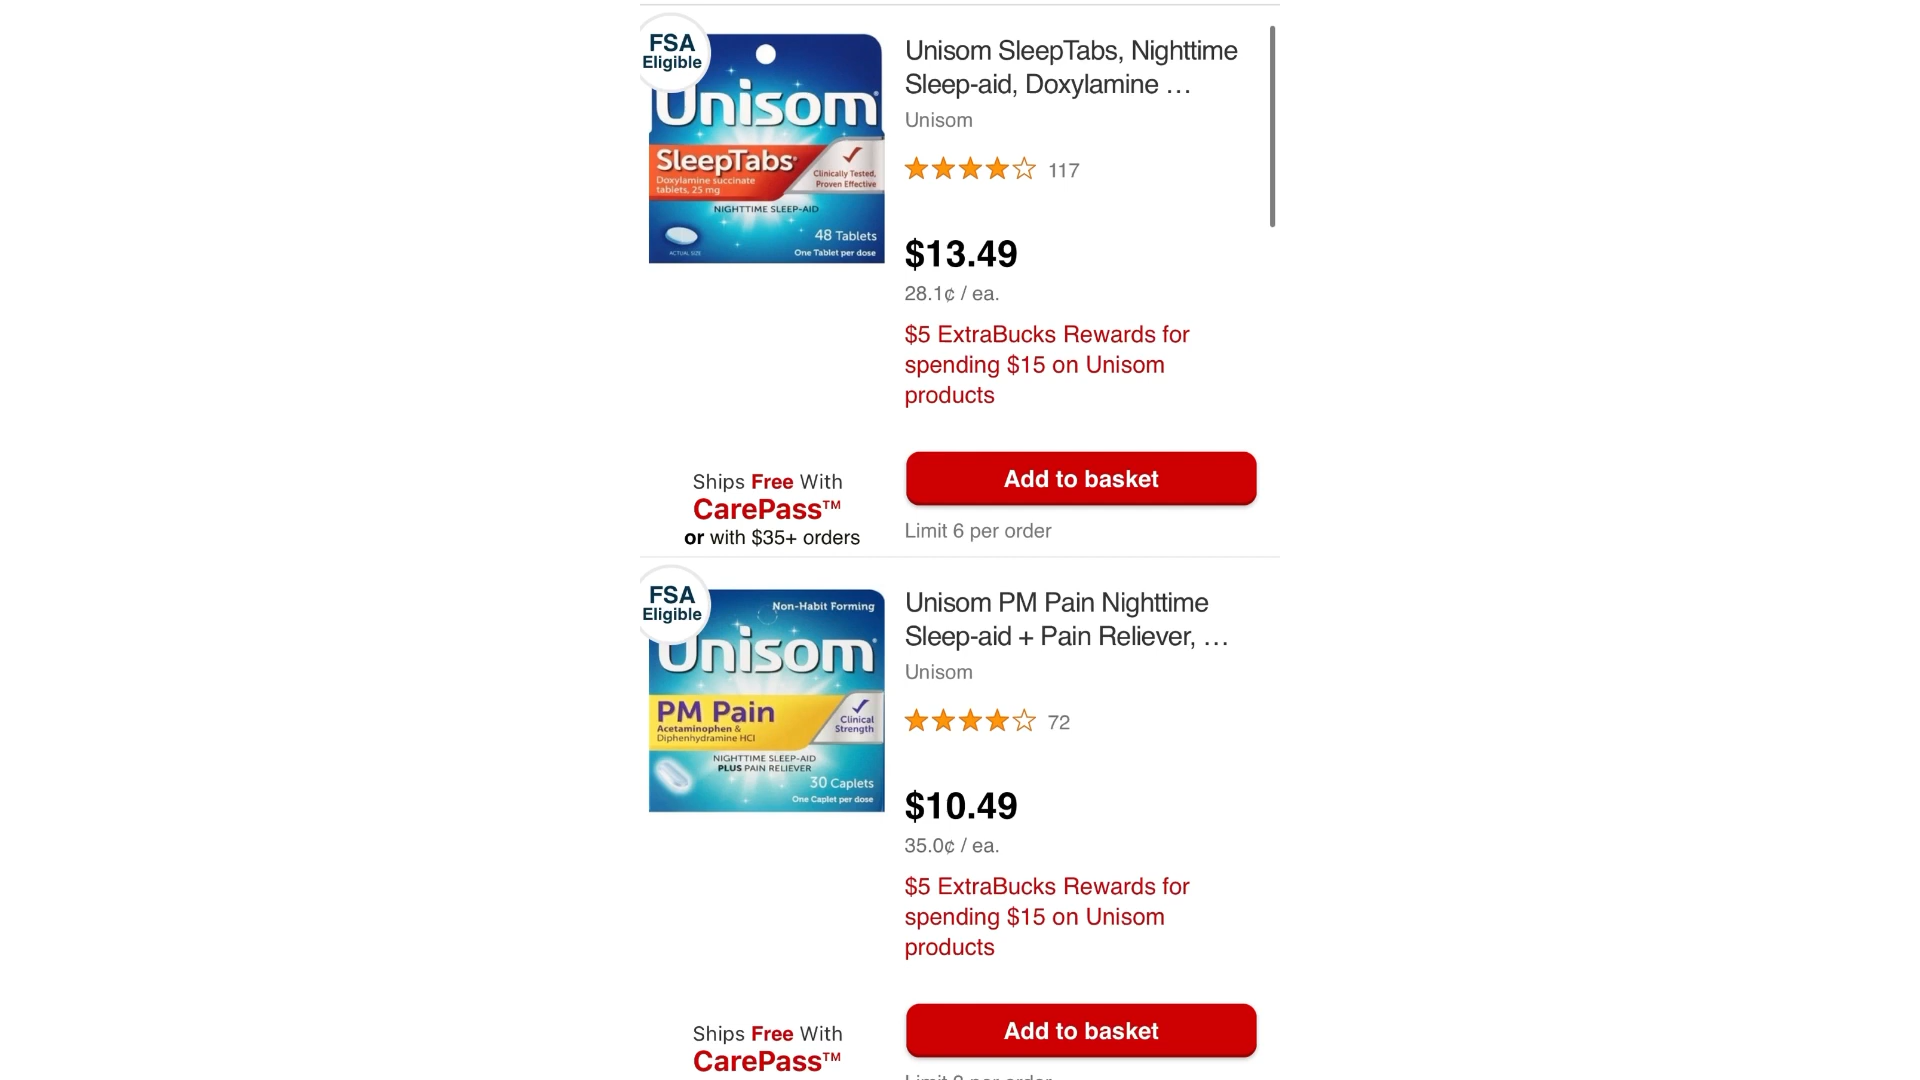 FSA
Eligible
Unisom
SleepTabs
Doxylamine succinate
tablets, 25 mg
Clinically Tested,
Proven Effective
NIGHTTIME SLEEP-AID
48 Tablets
One Tablet per dose
ACTUAL SIZE
Unisom SleepTabs, Nighttime
Sleep-aid, Doxylamine …
Unisom
117
$13.49
28.1¢ / ea.
$5 ExtraBucks Rewards for
spending $15 on Unisom
products
Ships Free With
CarePass™
or with $35+ orders
Add to basket
Limit 6 per order
FSA
Eligible
Non-Habit Forming
Unisom
PM Pain
Acetaminophen &
Diphenhydramine HCl
Clinical
Strength
NIGHTTIME SLEEP-AID
PLUS PAIN RELIEVER
30 Caplets
One Caplet per dose
Unisom PM Pain Nighttime
Sleep-aid + Pain Reliever, …
Unisom
72
$10.49
35.0¢ / ea.
$5 ExtraBucks Rewards for
spending $15 on Unisom
products
Ships Free With
CarePass™
Add to basket